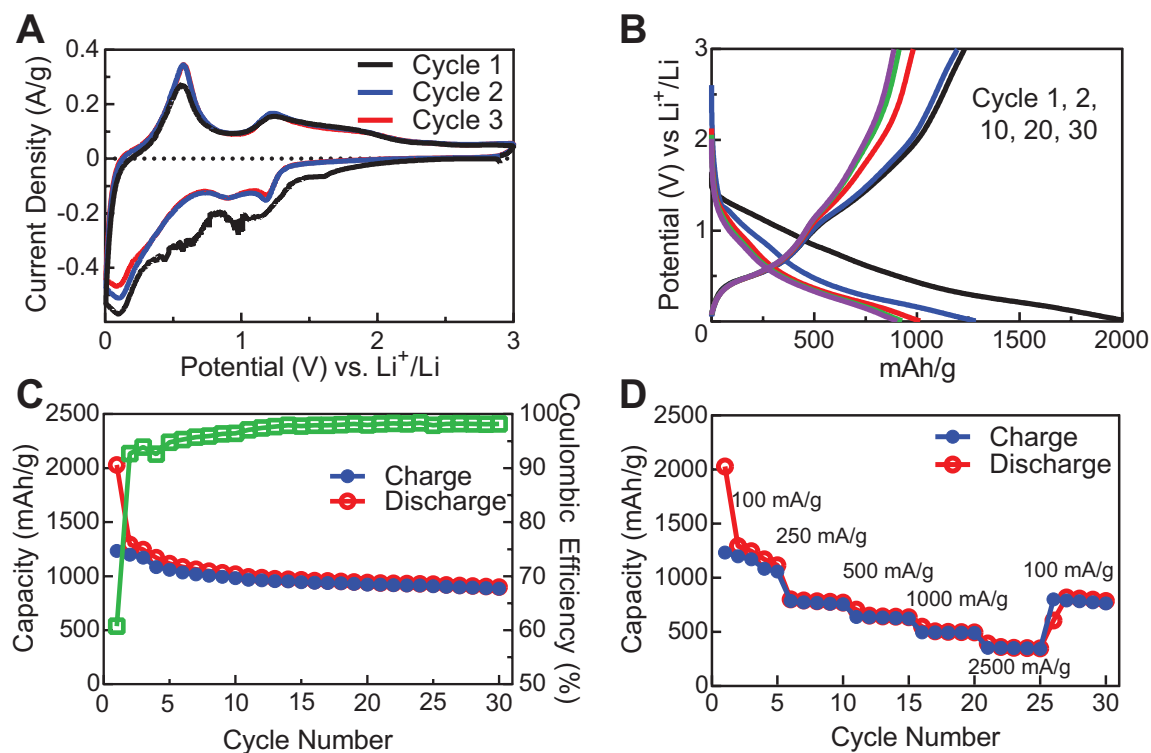 A
Current Density (A/g)
0.4
0.2
0
-0.2
-0.4
Cycle 1
Cycle 2
Cycle 3
0
1
2
3
Potential (V) vs. Li⁺/Li
B
Potential (V) vs Li⁺/Li
3
2
1
0
Cycle 1, 2,
10, 20, 30
0
500
1000
1500
2000
mAh/g
C
Capacity (mAh/g)
2500
2000
1500
1000
500
0
Charge
Discharge
100
90
80
70
60
50
Coulombic Efficiency (%)
0
5
10
15
20
25
30
Cycle Number
D
Capacity (mAh/g)
2500
2000
1500
1000
500
0
Charge
Discharge
100 mA/g
250 mA/g
500 mA/g
1000 mA/g
100 mA/g
2500 mA/g
0
5
10
15
20
25
30
Cycle Number